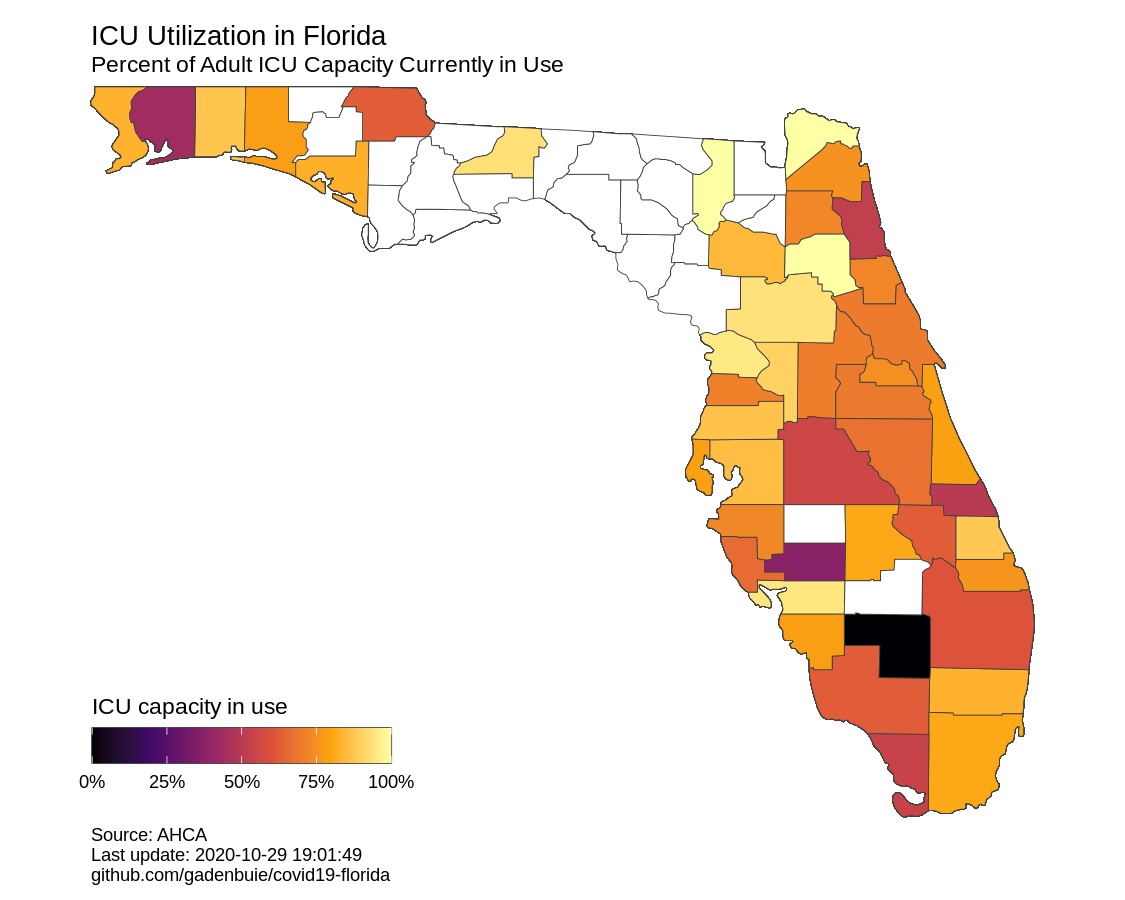 ICU Utilization in Florida
Percent of Adult ICU Capacity Currently in Use
ICU capacity in use
0% 25% 50% 75% 100%
Source: AHCA
Last update: 2020-10-29 19:01:49
github.com/gadenbuie/covid19-florida